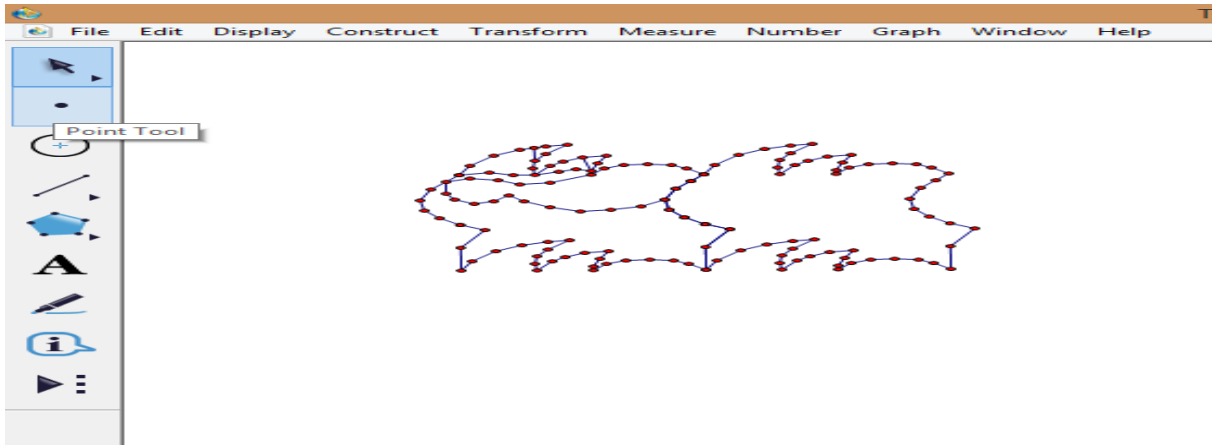 T
File Edit Display Construct Transform Measure Number Graph Window Help
Point Tool
A
i